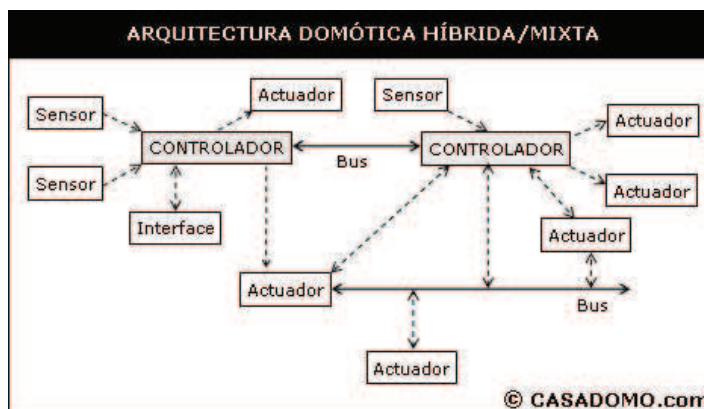 ARQUITECTURA DOMÓTICA HÍBRIDA/MIXTA
Actuador
Sensor
Sensor
Actuador
CONTROLADOR
CONTROLADOR
Bus
Sensor
Actuador
Interface
Actuador
Actuador
Bus
Actuador
© CASADOMO.com